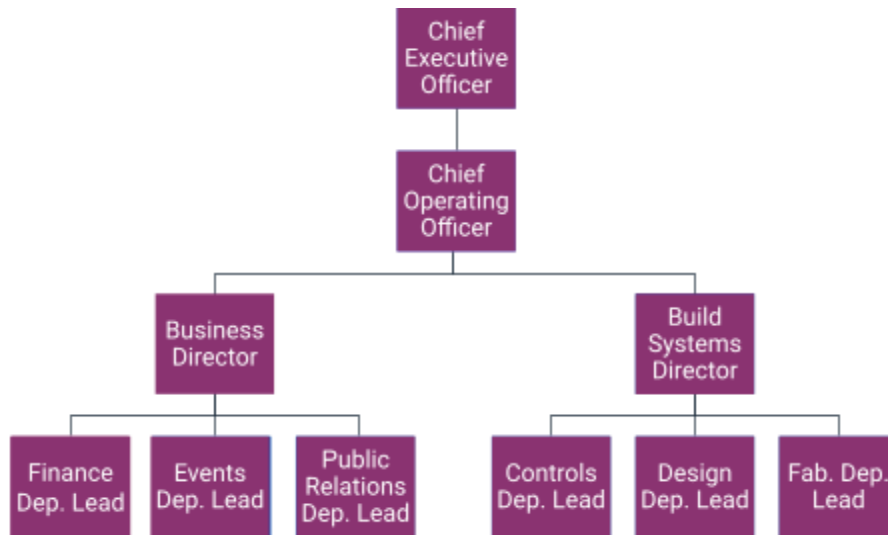 Chief
Executive
Officer
Chief
Operating
Officer
Business
Director
Build
Systems
Director
Finance
Dep. Lead
Events
Dep. Lead
Public
Relations
Dep. Lead
Controls
Dep. Lead
Design
Dep. Lead
Fab. Dep.
Lead